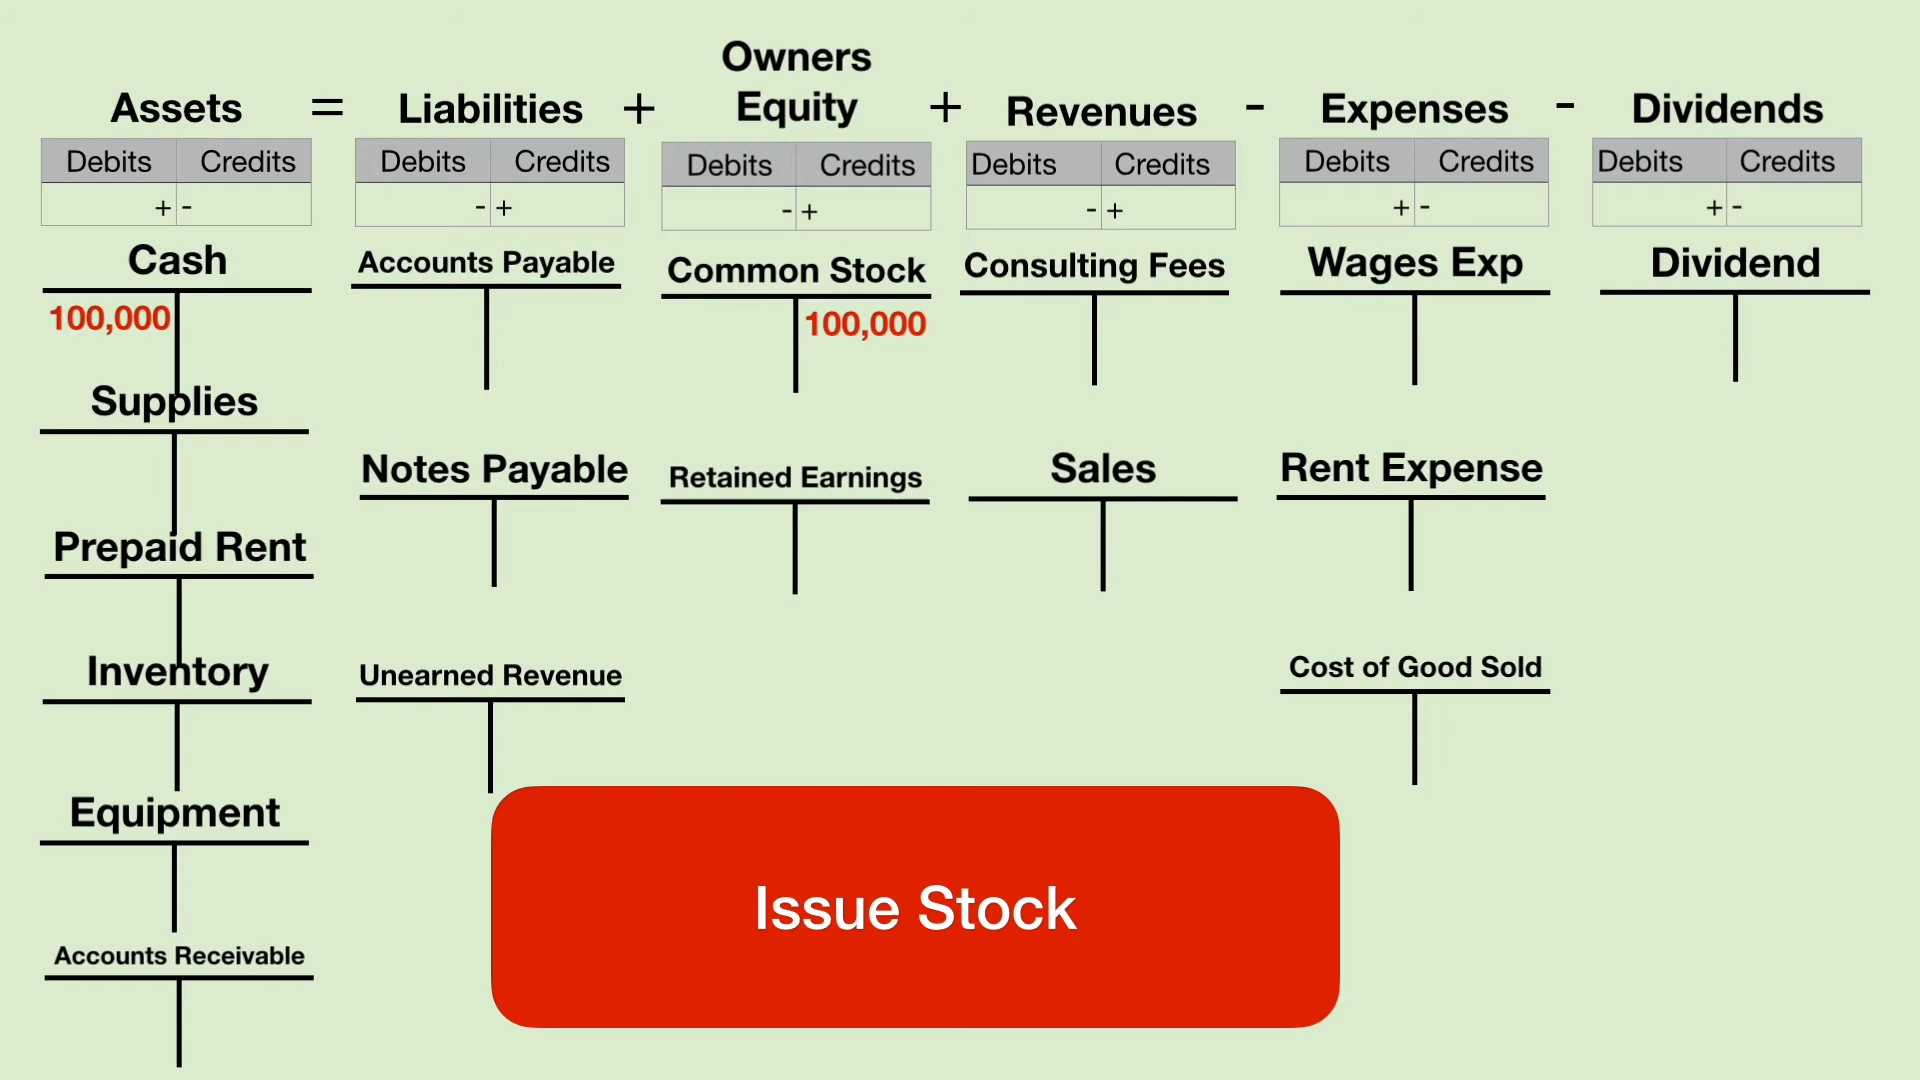 Assets = Liabilities + Owners Equity + Revenues - Expenses - Dividends
Debits Credits Debits Credits Debits Credits Debits Credits Debits Credits Debits Credits
+ - - + - + - + + - + -
Cash Accounts Payable Common Stock Consulting Fees Wages Exp Dividend
100,000 100,000
Supplies
Notes Payable Retained Earnings Sales Rent Expense
Prepaid Rent
Inventory Unearned Revenue Cost of Good Sold
Equipment
Issue Stock
Accounts Receivable